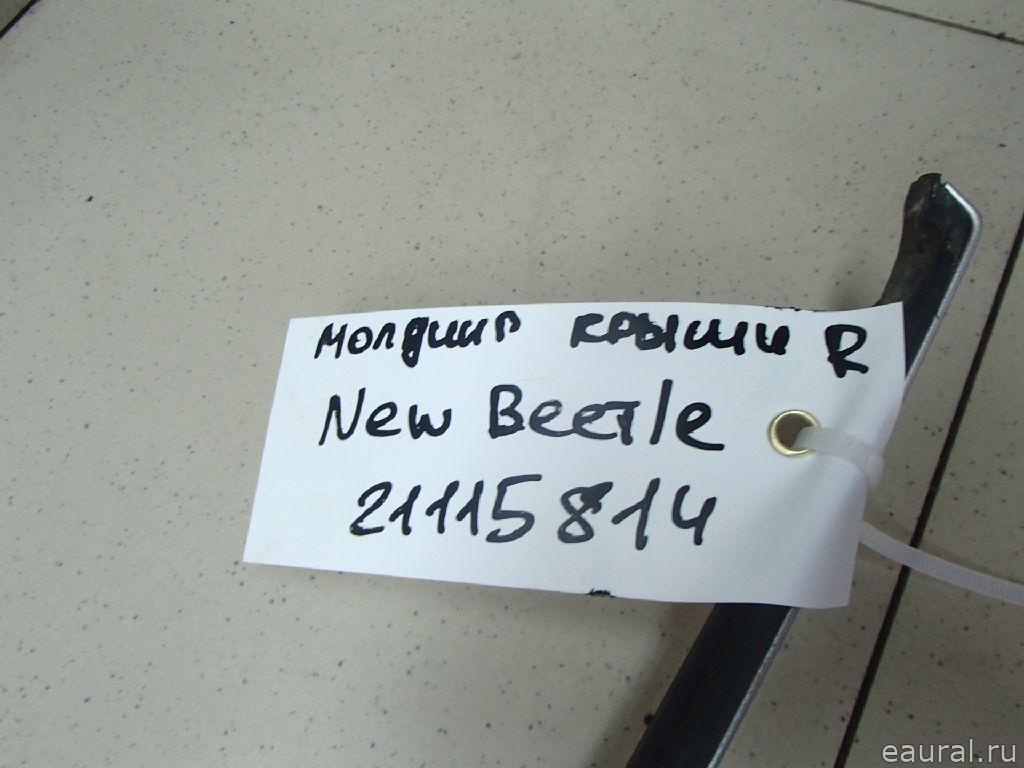 молдинг крыши R
New Beetle
21115814
eaural.ru